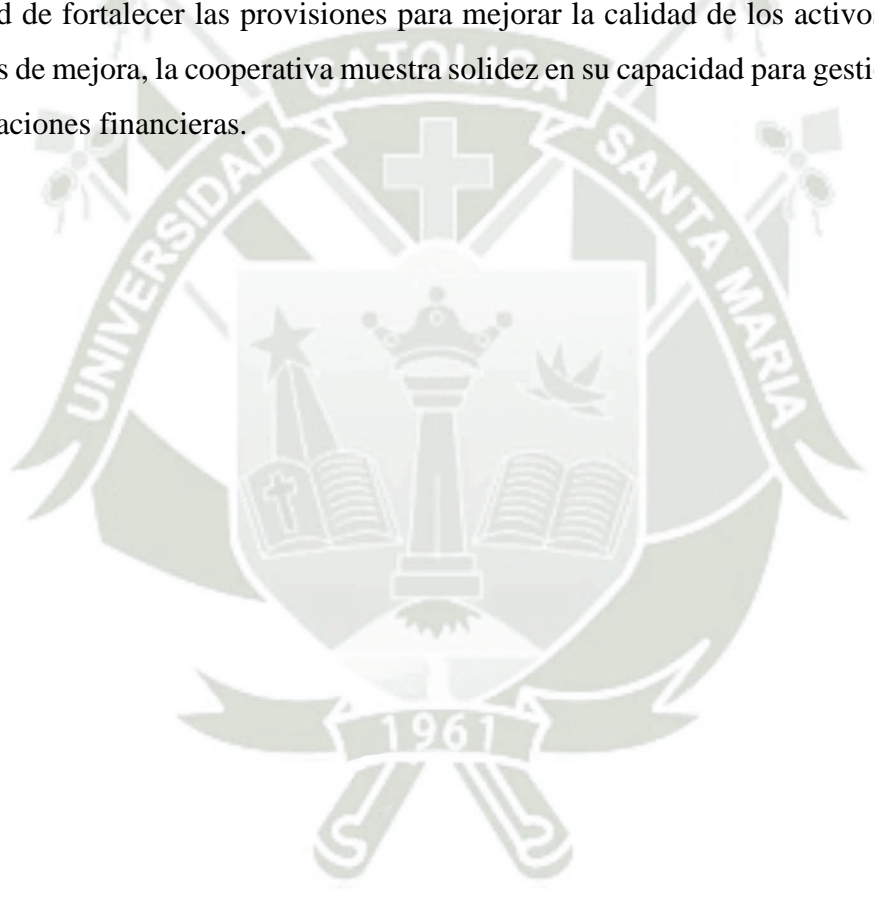 d de fortalecer las provisiones para mejorar la calidad de los activos
s de mejora, la cooperativa muestra solidez en su capacidad para gesti
aciones financieras.
UNIVERSIDAD CATOLICA SANTA MARIA
1961